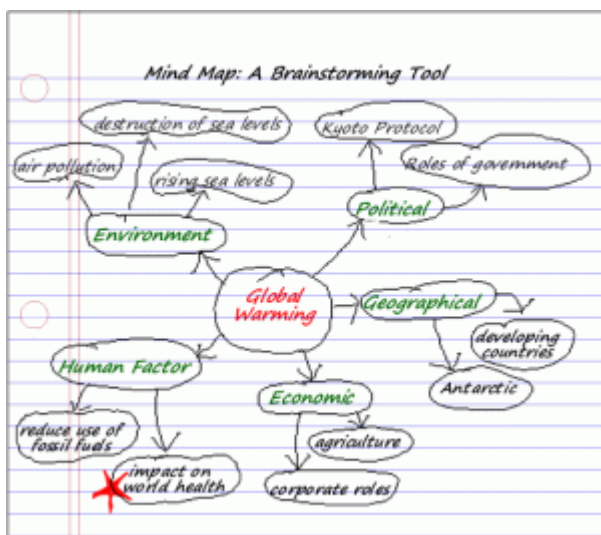 Mind Map: A Brainstorming Tool
destruction of sea levels
Kyoto Protocol
air pollution
rising sea levels
Roles of government
Environment
Political
Global
Warming
Geographical
developing
countries
Human Factor
Economic
Antarctic
reduce use of
fossil fuels
agriculture
impact on
world health
corporate roles